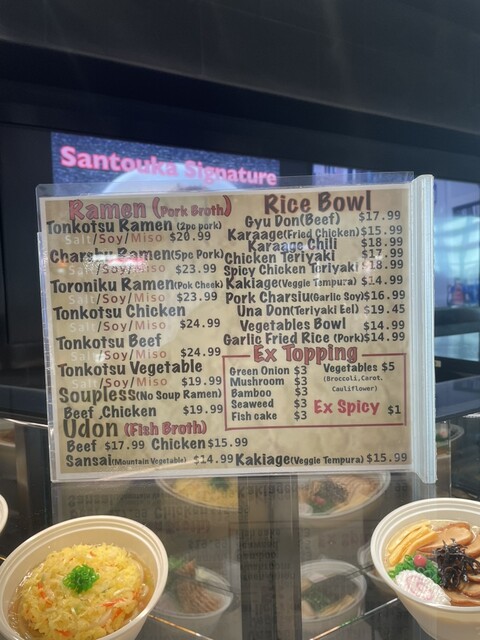 Santouka Signature
Ramen (Pork Broth)
Tonkotsu Ramen (2pc pork)
Salt/Soy/Miso $20.99
Charshu Ramen(5pc Pork)
Salt/Soy/Miso $23.99
Toroniku Ramen(Pok Cheek)
Salt/Soy/Miso $23.99
Tonkotsu Chicken
Salt/Soy/Miso $24.99
Tonkotsu Beef
Salt/Soy/Miso $24.99
Tonkotsu Vegetable
Salt/Soy/Miso $19.99
Soupless(No Soup Ramen)
Beef ,Chicken $19.99
Udon (Fish Broth)
Beef $17.99 Chicken $15.99
Sansai(Mountain Vegetable) $14.99
Rice Bowl
Gyu Don(Beef) $17.99
Karaage(Fried Chicken) $15.99
Karaage Chili $18.99
Chicken Teriyaki $17.99
Spicy Chicken Teriyaki $18.99
Kakiage(Veggie Tempura) $14.99
Pork Charsiu(Garlic Soy) $16.99
Una Don(Teriyaki Eel) $19.45
Vegetables Bowl $14.99
Garlic Fried Rice (Pork) $14.99
Ex Topping
Green Onion $3
Mushroom $3
Bamboo $3
Seaweed $3
Fish cake $3
Vegetables $5
(Broccoli,Carot,
Cauliflower)
Ex Spicy $1
Kakiage(Veggie Tempura) $15.99